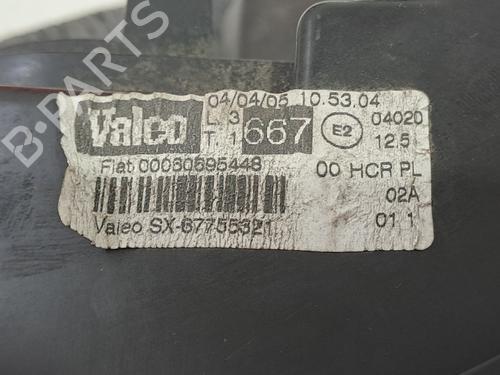 B-PARTS
04/04/05 10.53.04
Valeo L 3 667 E2 04020
T 1 12.5
Fiat 00060695448 00 HCR PL
02A
Valeo SX-67755321 01 1